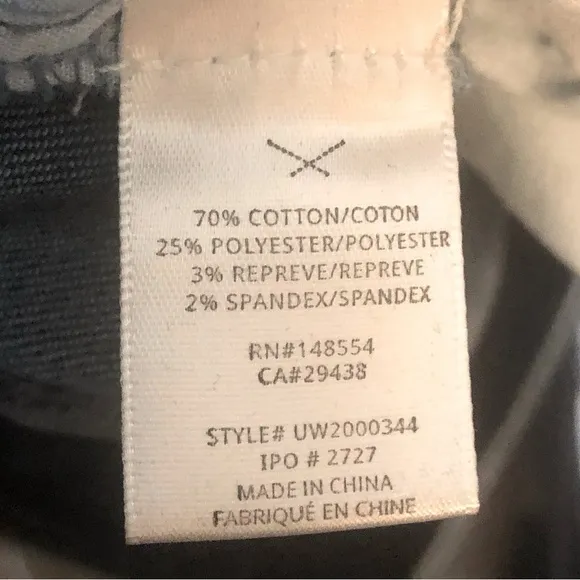 70% COTTON/COTON
25% POLYESTER/POLYESTER
3% REPREVE/REPREVE
2% SPANDEX/SPANDEX
RN#148554
CA#29438
STYLE# UW2000344
IPO # 2727
MADE IN CHINA
FABRIQUÉ EN CHINE